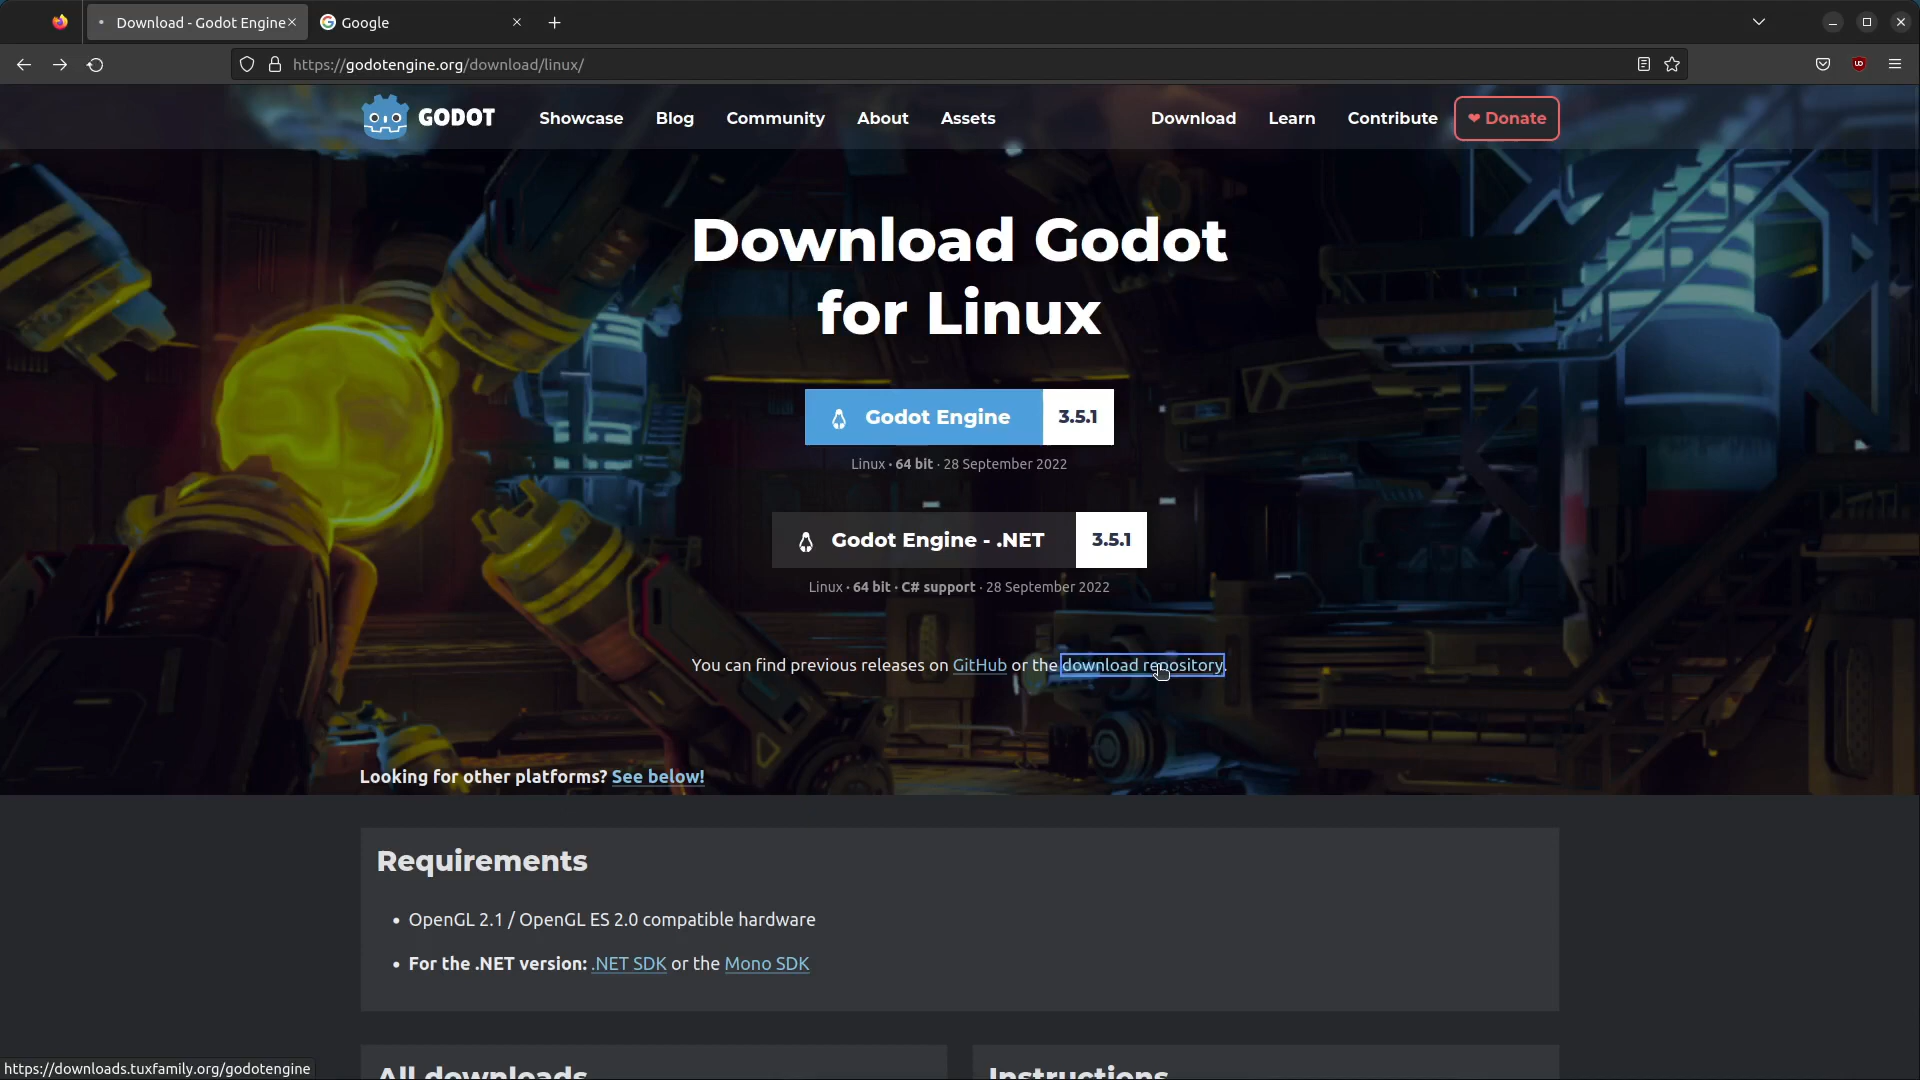 Download - Godot Engine
Google
https://godotengine.org/download/linux/
GODOT
Showcase
Blog
Community
About
Assets
Download
Learn
Contribute
❤ Donate
Download Godot
for Linux
Godot Engine 3.5.1
Linux · 64 bit · 28 September 2022
Godot Engine - .NET 3.5.1
Linux · 64 bit · C# support · 28 September 2022
You can find previous releases on GitHub or the download repository.
Looking for other platforms? See below!
Requirements
• OpenGL 2.1 / OpenGL ES 2.0 compatible hardware
• For the .NET version: .NET SDK or the Mono SDK
All downloads
Instructions
https://downloads.tuxfamily.org/godotengine